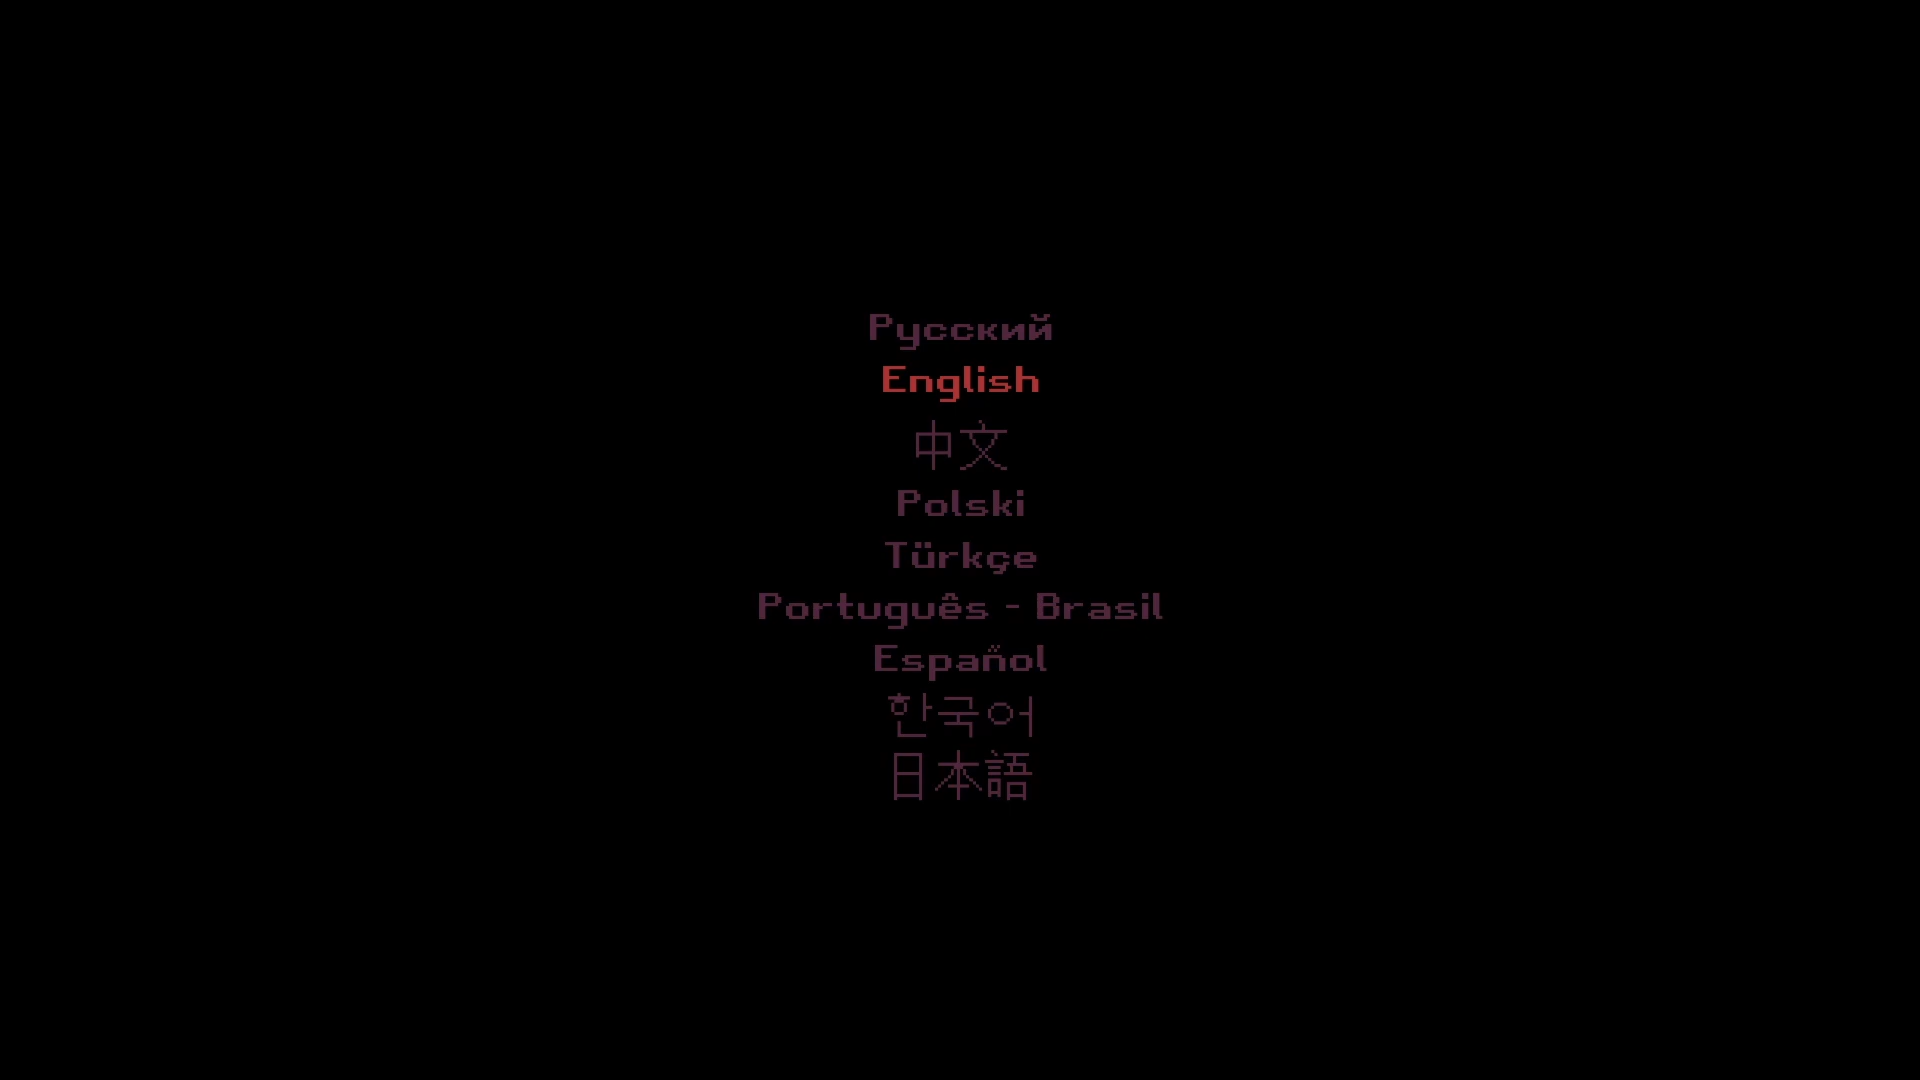 Русский
English
中文
Polski
Türkçe
Português - Brasil
Español
한국어
日本語